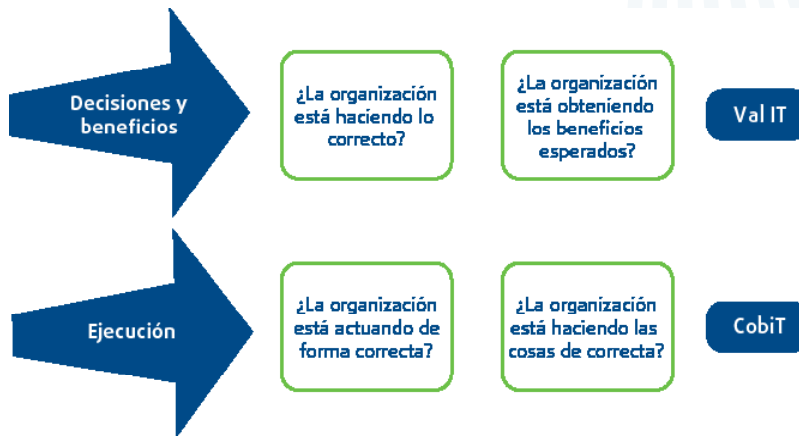 Decisiones y
beneficios
¿La organización
está haciendo lo
correcto?
¿La organización
está obteniendo
los beneficios
esperados?
Val IT
Ejecución
¿La organización
está actuando de
forma correcta?
¿La organización
está haciendo las
cosas de correcta?
CobiT